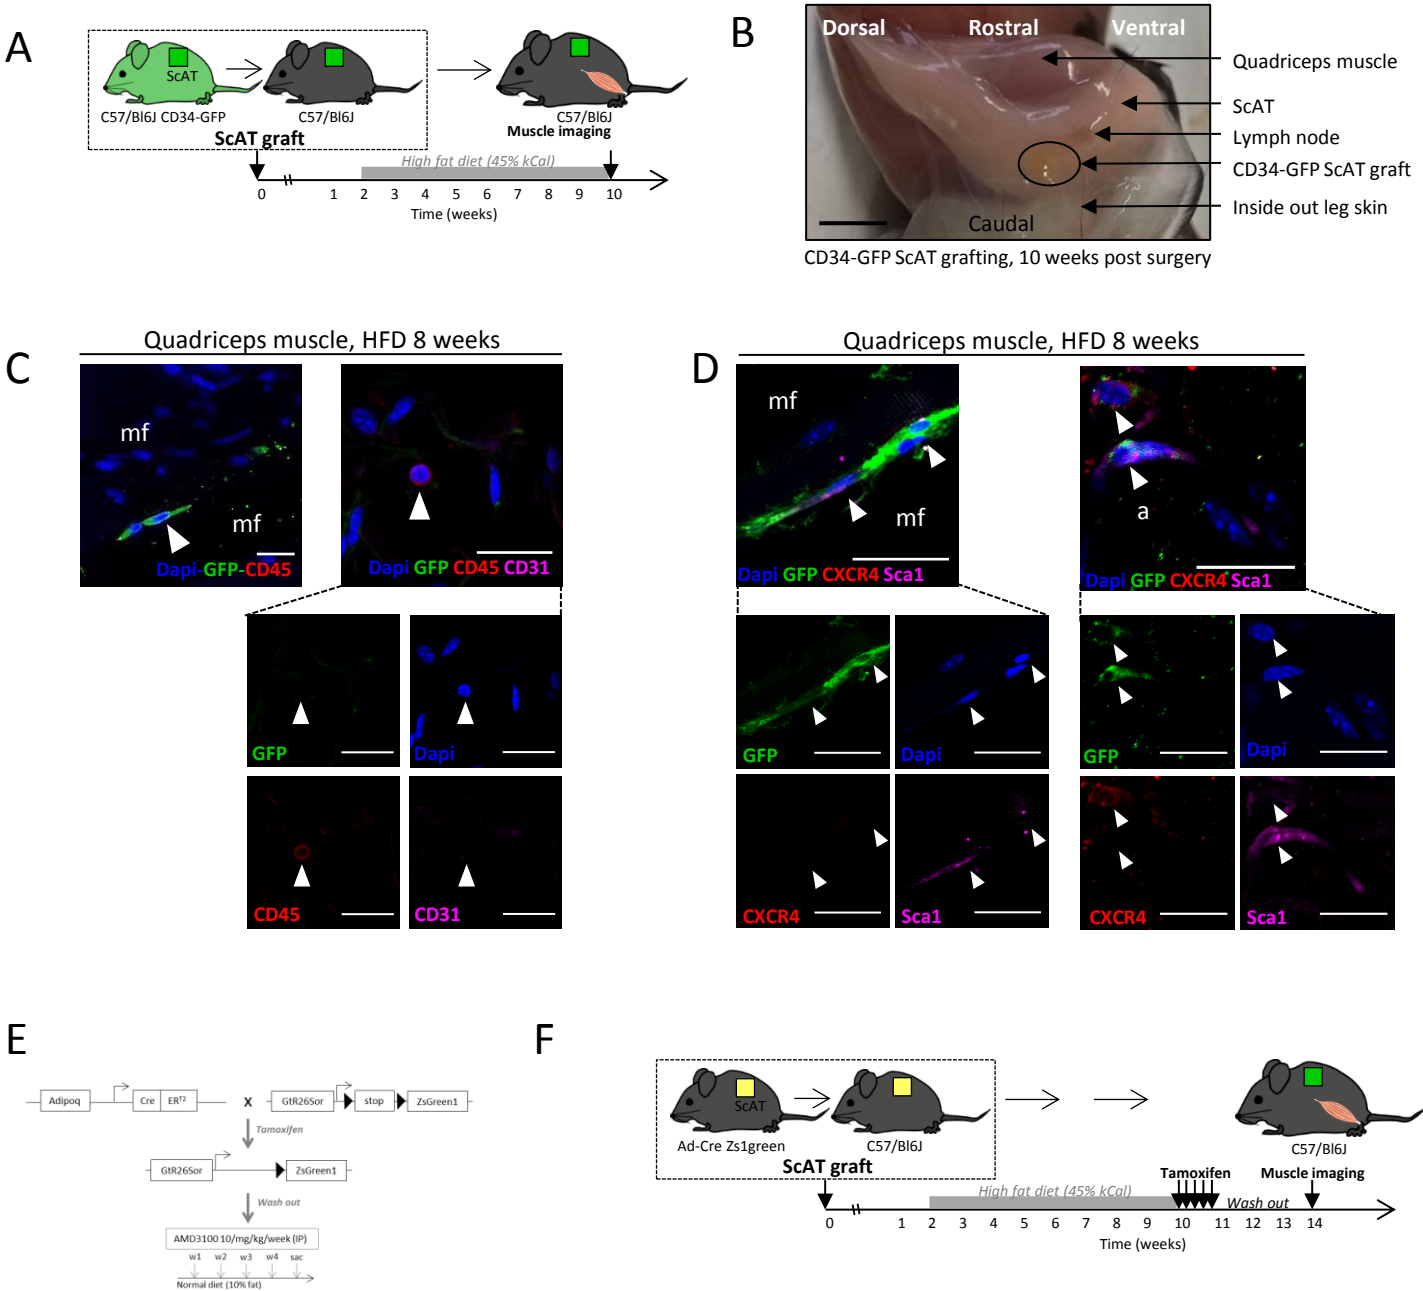 A
ScAT
C57/Bl6J CD34-GFP
C57/Bl6J
ScAT graft
C57/Bl6J
Muscle imaging
High fat diet (45% kCal)
0 1 2 3 4 5 6 7 8 9 10
Time (weeks)
B
Dorsal Rostral Ventral
Quadriceps muscle
ScAT
Lymph node
CD34-GFP ScAT graft
Inside out leg skin
Caudal
CD34-GFP ScAT grafting, 10 weeks post surgery
C
Quadriceps muscle, HFD 8 weeks
mf
mf
Dapi-GFP-CD45
Dapi GFP CD45 CD31
GFP
Dapi
CD45
CD31
D
Quadriceps muscle, HFD 8 weeks
mf
mf
Dapi GFP CXCR4 Sca1
a
Dapi GFP CXCR4 Sca1
GFP
Dapi
CXCR4
Sca1
GFP
Dapi
CXCR4
Sca1
E
Adipoq Cre ERT2 X GtR26Sor stop ZsGreen1
Tamoxifen
GtR26Sor ZsGreen1
Wash out
AMD3100 10/mg/kg/week (IP)
w1 w2 w3 w4 sac
Normal diet (10% fat)
F
ScAT
Ad-Cre Zs1green
C57/Bl6J
ScAT graft
C57/Bl6J
Tamoxifen
Muscle imaging
High fat diet (45% kCal)
Wash out
0 1 2 3 4 5 6 7 8 9 10 11 12 13 14
Time (weeks)